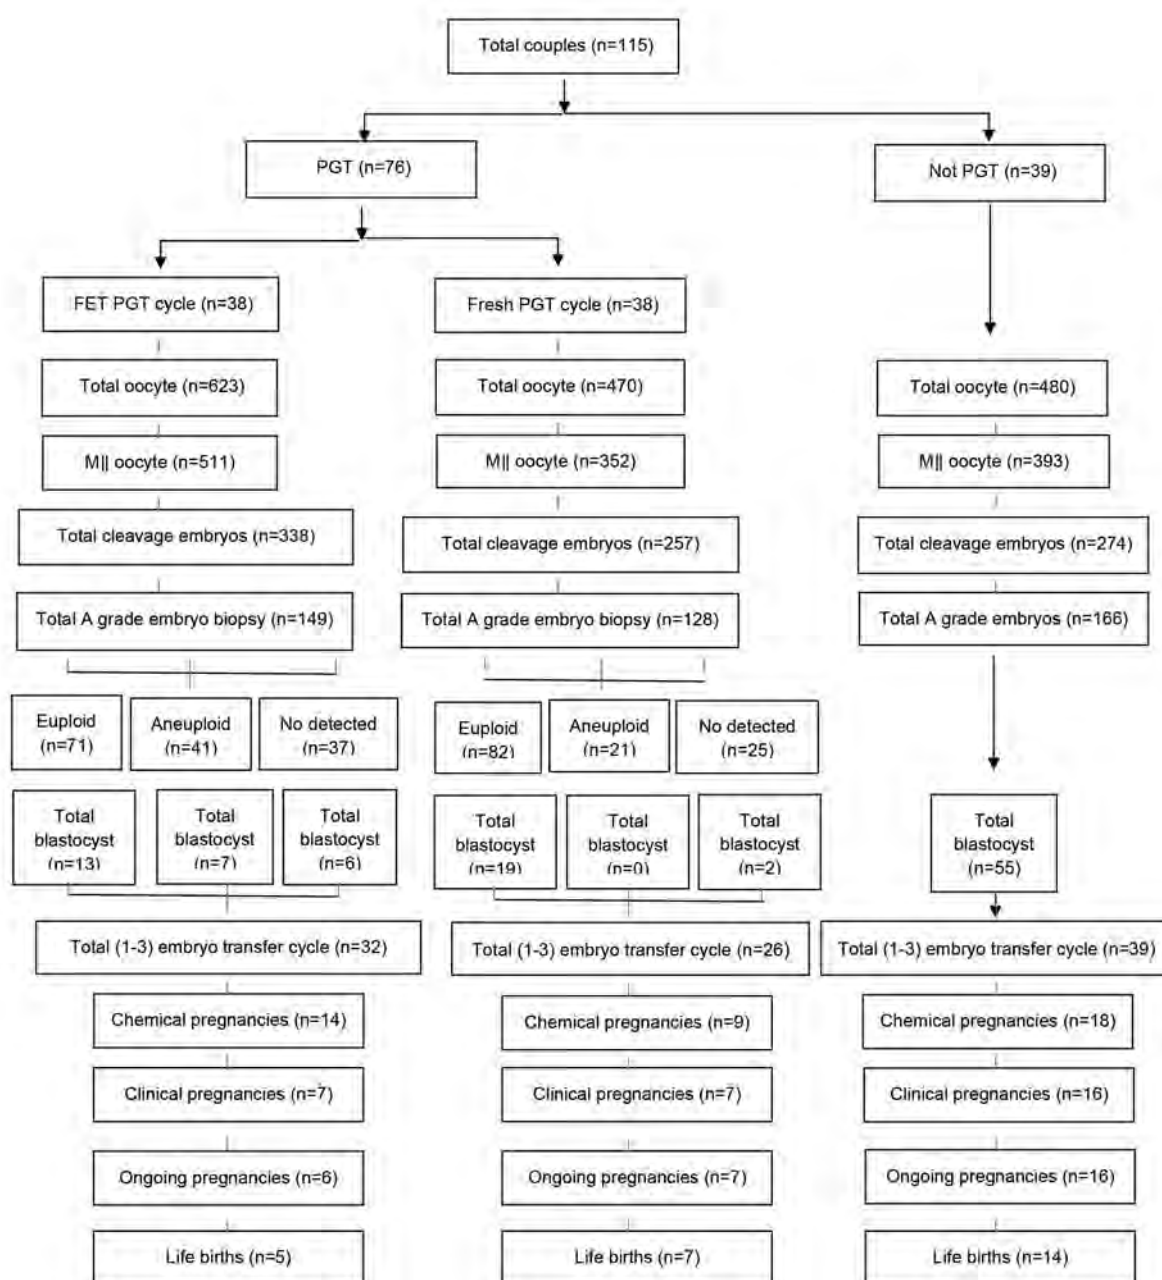 Total couples (n=115)
PGT (n=76)
Not PGT (n=39)
FET PGT cycle (n=38)
Fresh PGT cycle (n=38)
Total oocyte (n=623)
Total oocyte (n=470)
Total oocyte (n=480)
M|| oocyte (n=511)
M|| oocyte (n=352)
M|| oocyte (n=393)
Total cleavage embryos (n=338)
Total cleavage embryos (n=257)
Total cleavage embryos (n=274)
Total A grade embryo biopsy (n=149)
Total A grade embryo biopsy (n=128)
Total A grade embryos (n=166)
Euploid
(n=71)
Aneuploid
(n=41)
No detected
(n=37)
Euploid
(n=82)
Aneuploid
(n=21)
No detected
(n=25)
Total
blastocyst
(n=13)
Total
blastocyst
(n=7)
Total
blastocyst
(n=6)
Total
blastocyst
(n=19)
Total
blastocyst
(n=0)
Total
blastocyst
(n=2)
Total
blastocyst
(n=55)
Total (1-3) embryo transfer cycle (n=32)
Total (1-3) embryo transfer cycle (n=26)
Total (1-3) embryo transfer cycle (n=39)
Chemical pregnancies (n=14)
Chemical pregnancies (n=9)
Chemical pregnancies (n=18)
Clinical pregnancies (n=7)
Clinical pregnancies (n=7)
Clinical pregnancies (n=16)
Ongoing pregnancies (n=6)
Ongoing pregnancies (n=7)
Ongoing pregnancies (n=16)
Life births (n=5)
Life births (n=7)
Life births (n=14)